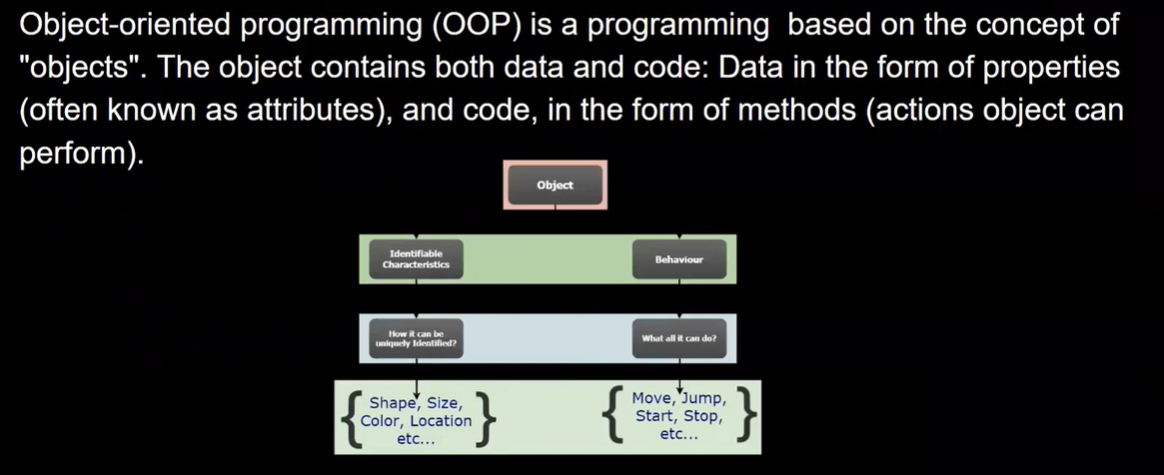 Object-oriented programming (OOP) is a programming  based on the concept of
"objects". The object contains both data and code: Data in the form of properties
(often known as attributes), and code, in the form of methods (actions object can
perform).
Object
Identifiable
Characteristics
Behaviour
How it can be
uniquely Identified?
What all it can do?
{ Shape, Size,
Color, Location
etc... }
{ Move, Jump,
Start, Stop,
etc... }